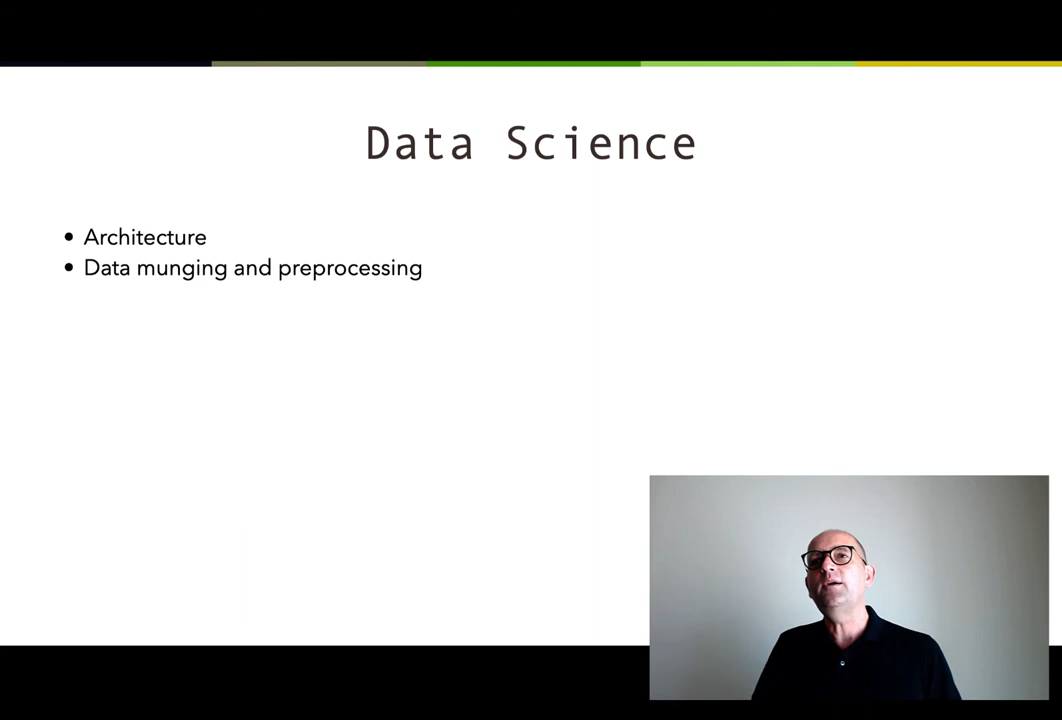 Data Science
• Architecture
• Data munging and preprocessing